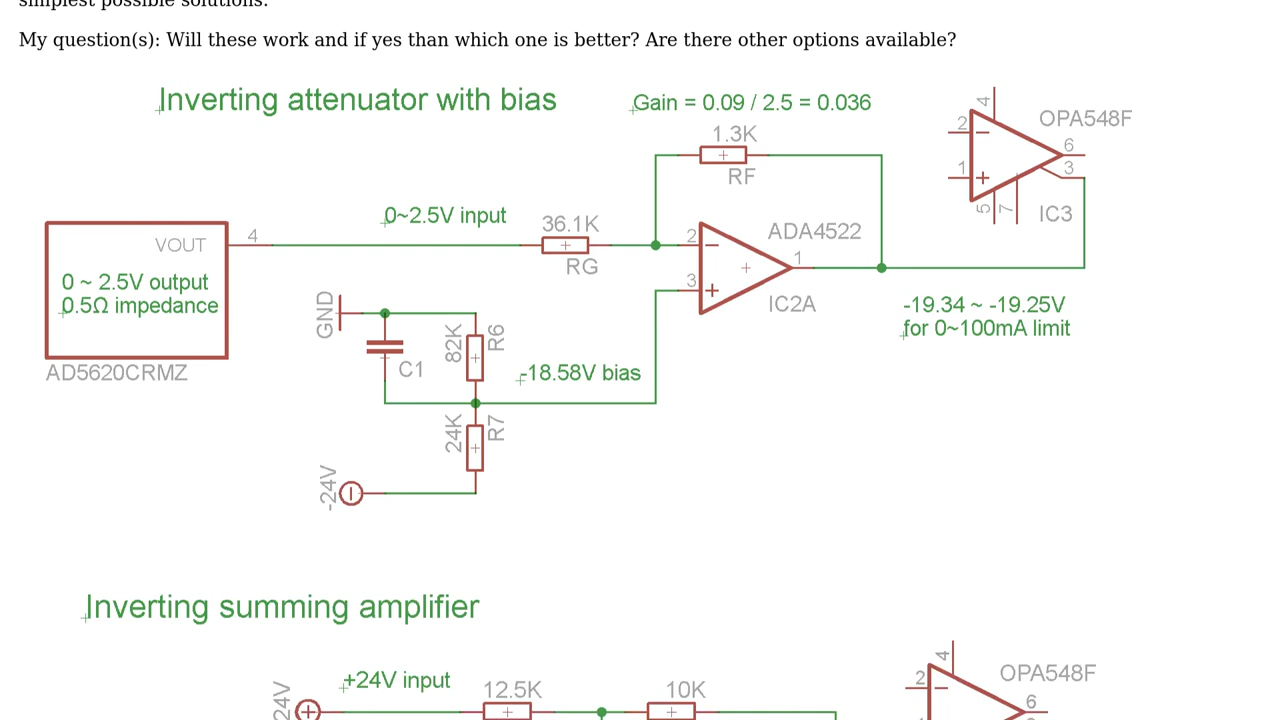 simplest possible solutions.
My question(s): Will these work and if yes than which one is better? Are there other options available?
Inverting attenuator with bias
Gain = 0.09 / 2.5 = 0.036
1.3K
RF
4
OPA548F
2
6
1
3
5
7
IC3
0~2.5V input
36.1K
RG
VOUT
4
0 ~ 2.5V output
0.5Ω impedance
AD5620CRMZ
2
3
1
ADA4522
IC2A
-19.34 ~ -19.25V
for 0~100mA limit
GND
C1
82K
R6
-18.58V bias
24K
R7
-24V
Inverting summing amplifier
+24V input
24V
12.5K
10K
4
OPA548F
2
6